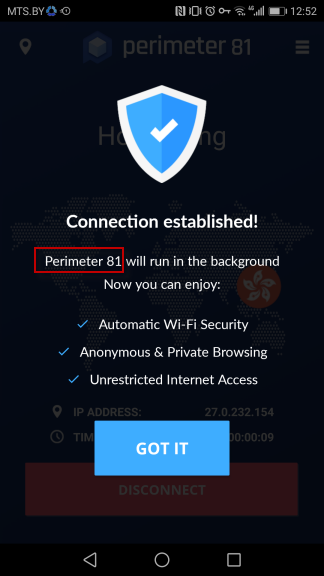 MTS.BY 4G 12:52
perimeter 81
Ho ng
Connection established!
Perimeter 81 will run in the background
Now you can enjoy:
Automatic Wi-Fi Security
Anonymous & Private Browsing
Unrestricted Internet Access
IP ADDRESS: 27.0.232.154
TIM 00:00:09
GOT IT
DISCONNECT